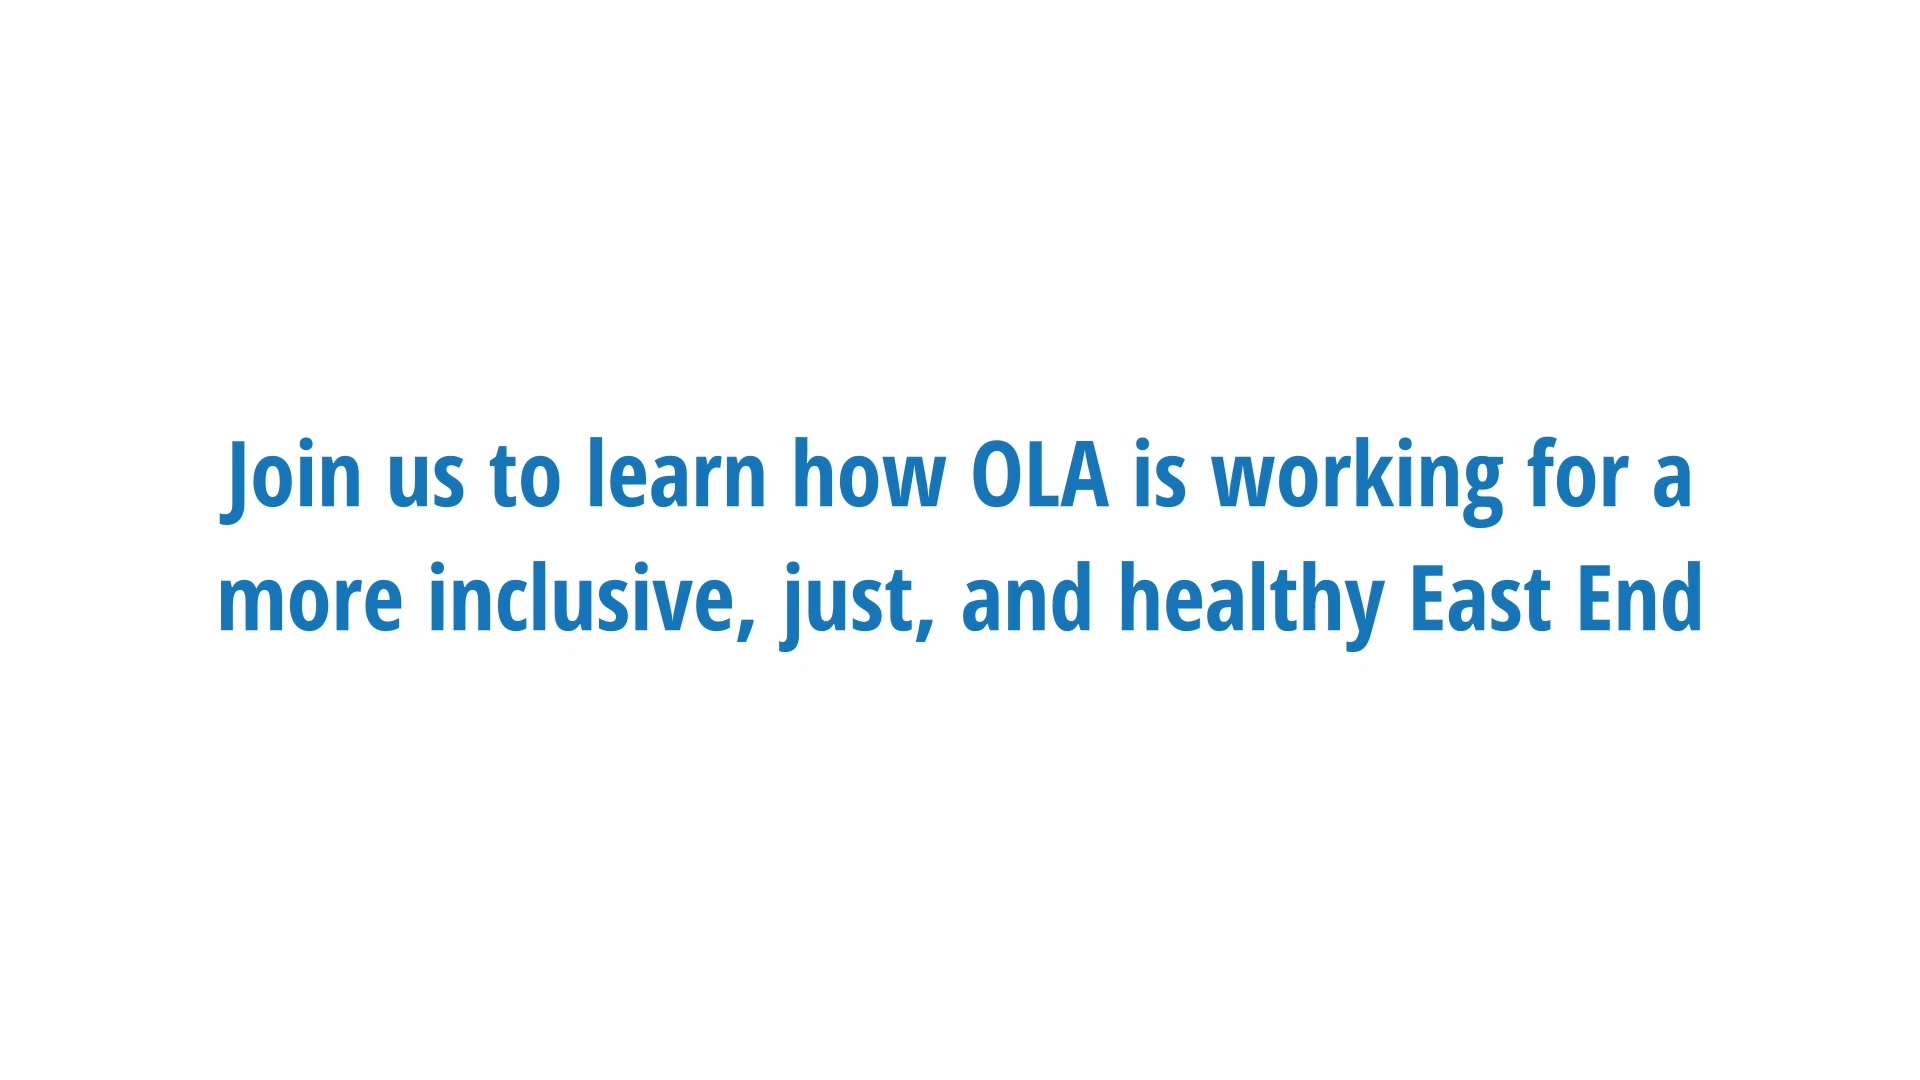 Join us to learn how OLA is working for a
more inclusive, just, and healthy East End